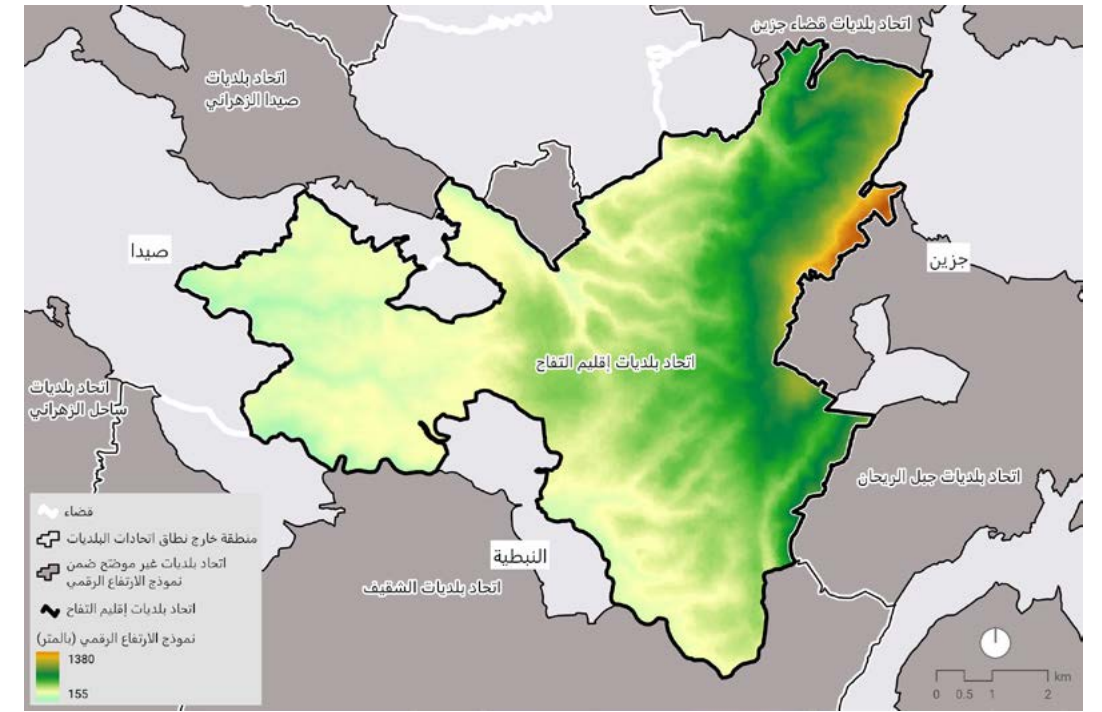 اتحاد بلديات قضاء جزين
اتحاد بلديات
صيدا الزهراني
صيدا
جزين
اتحاد بلديات إقليم التفاح
اتحاد بلديات
ساحل الزهراني
اتحاد بلديات جبل الريحان
النبطية
اتحاد بلديات الشقيف
قضاء
منطقة خارج نطاق اتحادات البلديات
اتحاد بلديات غير موضّح ضمن
نموذج الارتفاع الرقمي
اتحاد بلديات إقليم التفاح
نموذج الارتفاع الرقمي (بالمتر)
1380
155
km
0 0.5 1 2